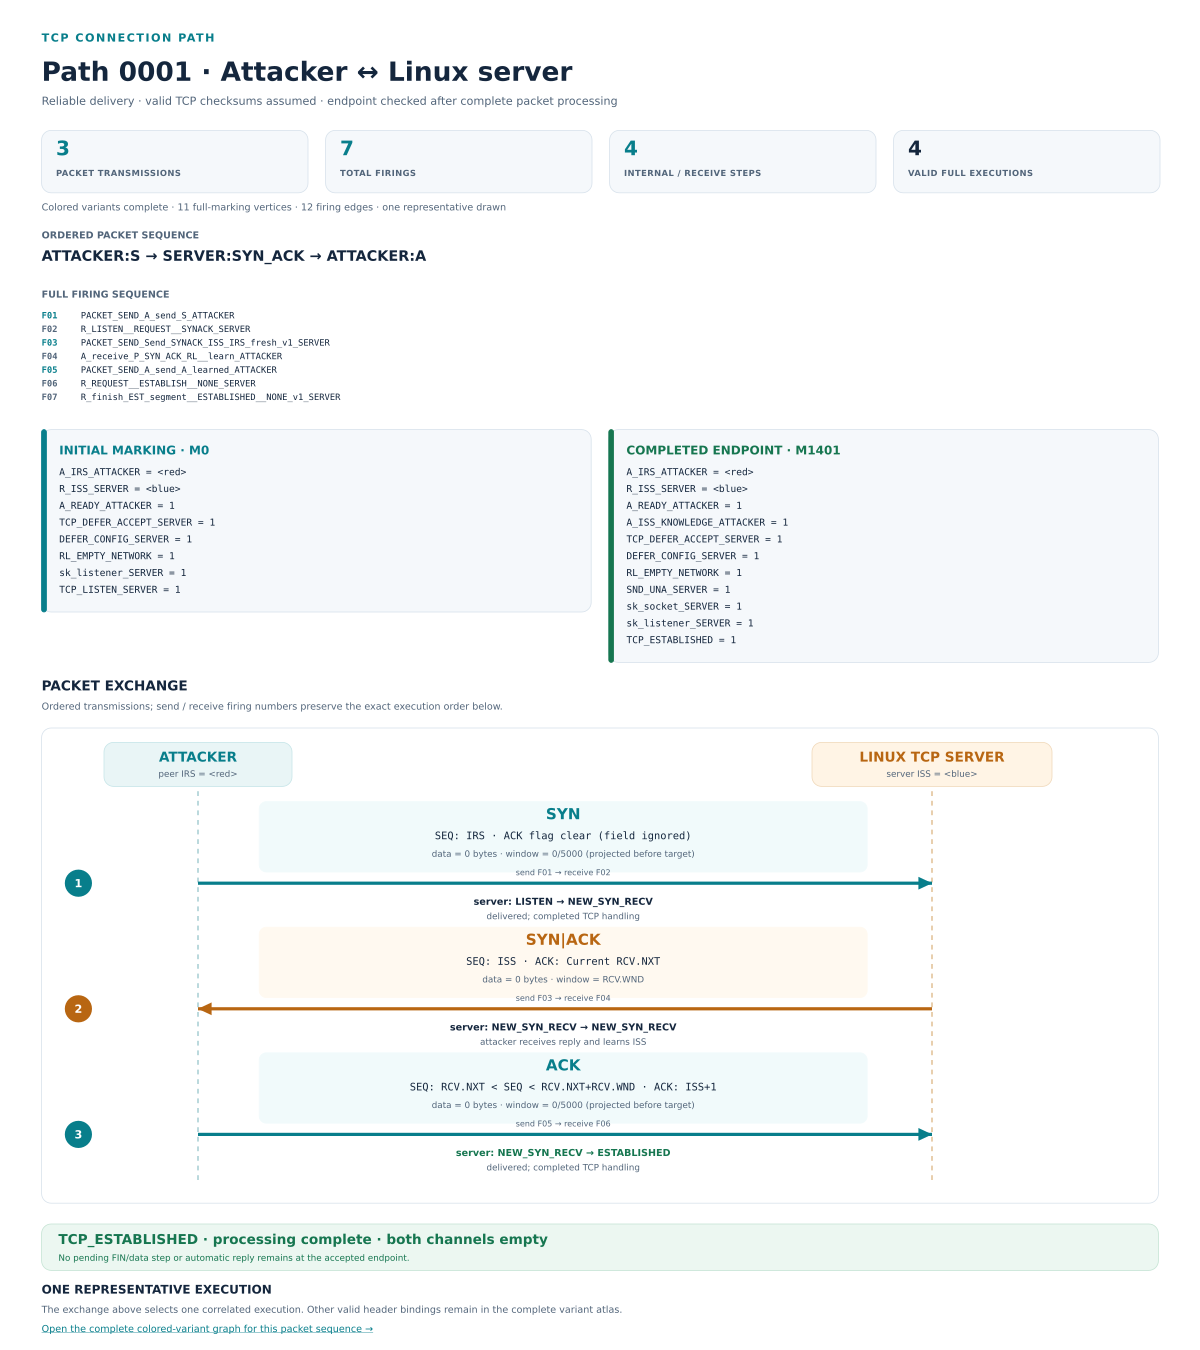 TCP CONNECTION PATH
Path 0001 · Attacker ↔ Linux server
Reliable delivery · valid TCP checksums assumed · endpoint checked after complete packet processing
3
PACKET TRANSMISSIONS
7
TOTAL FIRINGS
4
INTERNAL / RECEIVE STEPS
4
VALID FULL EXECUTIONS
Colored variants complete · 11 full-marking vertices · 12 firing edges · one representative drawn
ORDERED PACKET SEQUENCE
ATTACKER:S → SERVER:SYN_ACK → ATTACKER:A
FULL FIRING SEQUENCE
F01 PACKET_SEND_A_send_S_ATTACKER
F02 R_LISTEN__REQUEST__SYNACK_SERVER
F03 PACKET_SEND_Send_SYNACK_ISS_IRS_fresh_v1_SERVER
F04 A_receive_P_SYN_ACK_RL__learn_ATTACKER
F05 PACKET_SEND_A_send_A_learned_ATTACKER
F06 R_REQUEST__ESTABLISH__NONE_SERVER
F07 R_finish_EST_segment__ESTABLISHED__NONE_v1_SERVER
INITIAL MARKING · M0
A_IRS_ATTACKER = <red>
R_ISS_SERVER = <blue>
A_READY_ATTACKER = 1
TCP_DEFER_ACCEPT_SERVER = 1
DEFER_CONFIG_SERVER = 1
RL_EMPTY_NETWORK = 1
sk_listener_SERVER = 1
TCP_LISTEN_SERVER = 1
COMPLETED ENDPOINT · M1401
A_IRS_ATTACKER = <red>
R_ISS_SERVER = <blue>
A_READY_ATTACKER = 1
A_ISS_KNOWLEDGE_ATTACKER = 1
TCP_DEFER_ACCEPT_SERVER = 1
DEFER_CONFIG_SERVER = 1
RL_EMPTY_NETWORK = 1
SND_UNA_SERVER = 1
sk_socket_SERVER = 1
sk_listener_SERVER = 1
TCP_ESTABLISHED = 1
PACKET EXCHANGE
Ordered transmissions; send / receive firing numbers preserve the exact execution order below.
ATTACKER
peer IRS = <red>
LINUX TCP SERVER
server ISS = <blue>
SYN
SEQ: IRS · ACK flag clear (field ignored)
data = 0 bytes · window = 0/5000 (projected before target)
send F01 → receive F02
1
server: LISTEN → NEW_SYN_RECV
delivered; completed TCP handling
SYN|ACK
SEQ: ISS · ACK: Current RCV.NXT
data = 0 bytes · window = RCV.WND
send F03 → receive F04
2
server: NEW_SYN_RECV → NEW_SYN_RECV
attacker receives reply and learns ISS
ACK
SEQ: RCV.NXT < SEQ < RCV.NXT+RCV.WND · ACK: ISS+1
data = 0 bytes · window = 0/5000 (projected before target)
send F05 → receive F06
3
server: NEW_SYN_RECV → ESTABLISHED
delivered; completed TCP handling
TCP_ESTABLISHED · processing complete · both channels empty
No pending FIN/data step or automatic reply remains at the accepted endpoint.
ONE REPRESENTATIVE EXECUTION
The exchange above selects one correlated execution. Other valid header bindings remain in the complete variant atlas.
Open the complete colored-variant graph for this packet sequence →